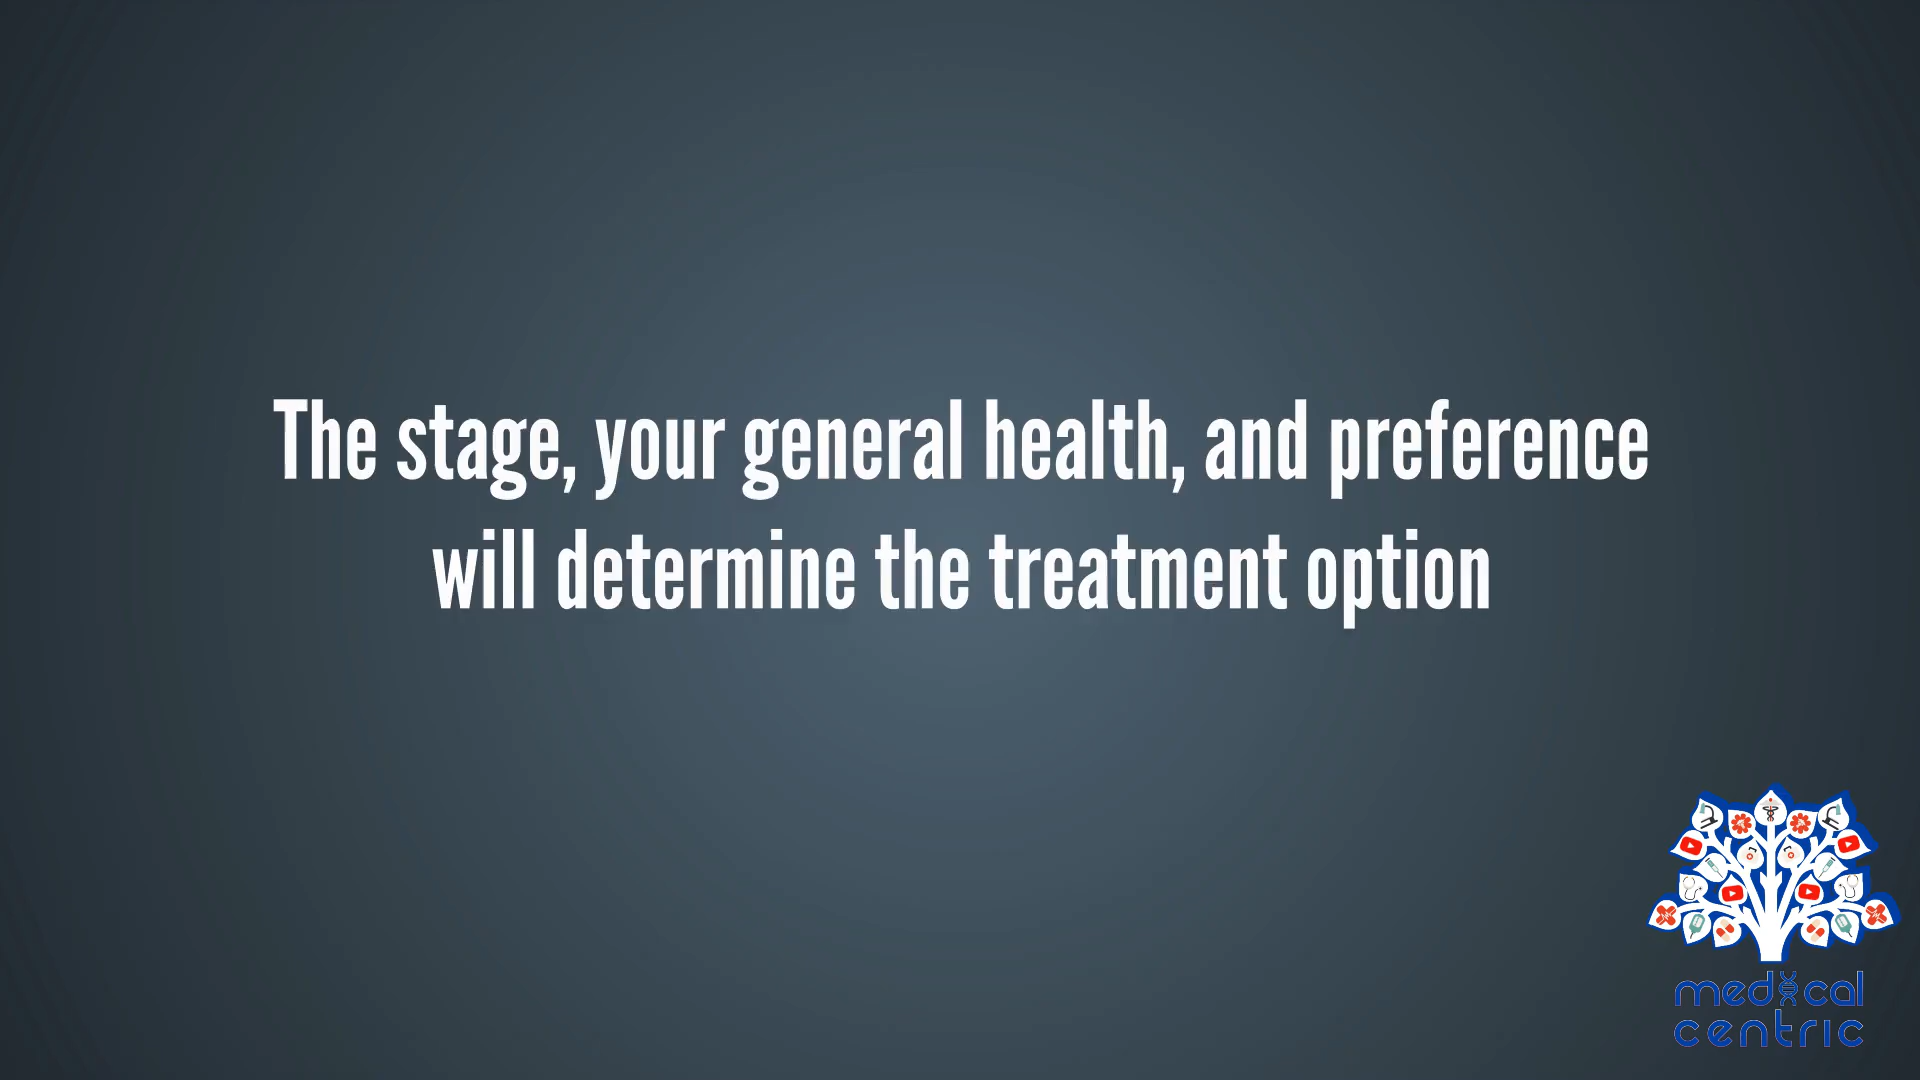 The stage, your general health, and preference
will determine the treatment option
medical
centric